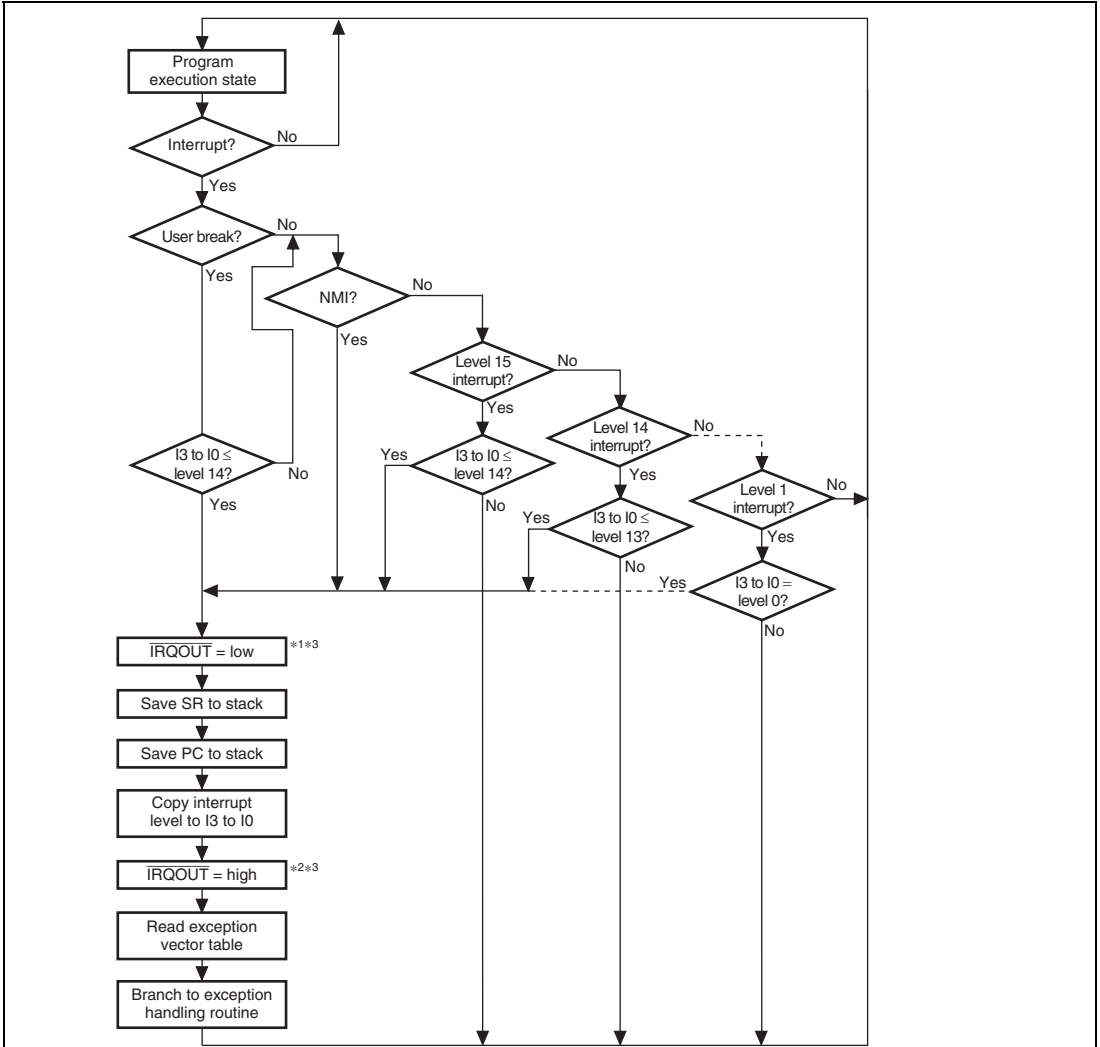 Program
execution state
Interrupt?
No
Yes
User break?
No
Yes
NMI?
No
Yes
Level 15
interrupt?
No
Yes
Level 14
interrupt?
No
Yes
Level 1
interrupt?
No
Yes
I3 to I0 ≤
level 14?
No
Yes
I3 to I0 ≤
level 14?
Yes
No
I3 to I0 ≤
level 13?
Yes
No
I3 to I0 =
level 0?
Yes
No
IRQOUT = low *1*3
Save SR to stack
Save PC to stack
Copy interrupt
level to I3 to I0
IRQOUT = high *2*3
Read exception
vector table
Branch to exception
handling routine